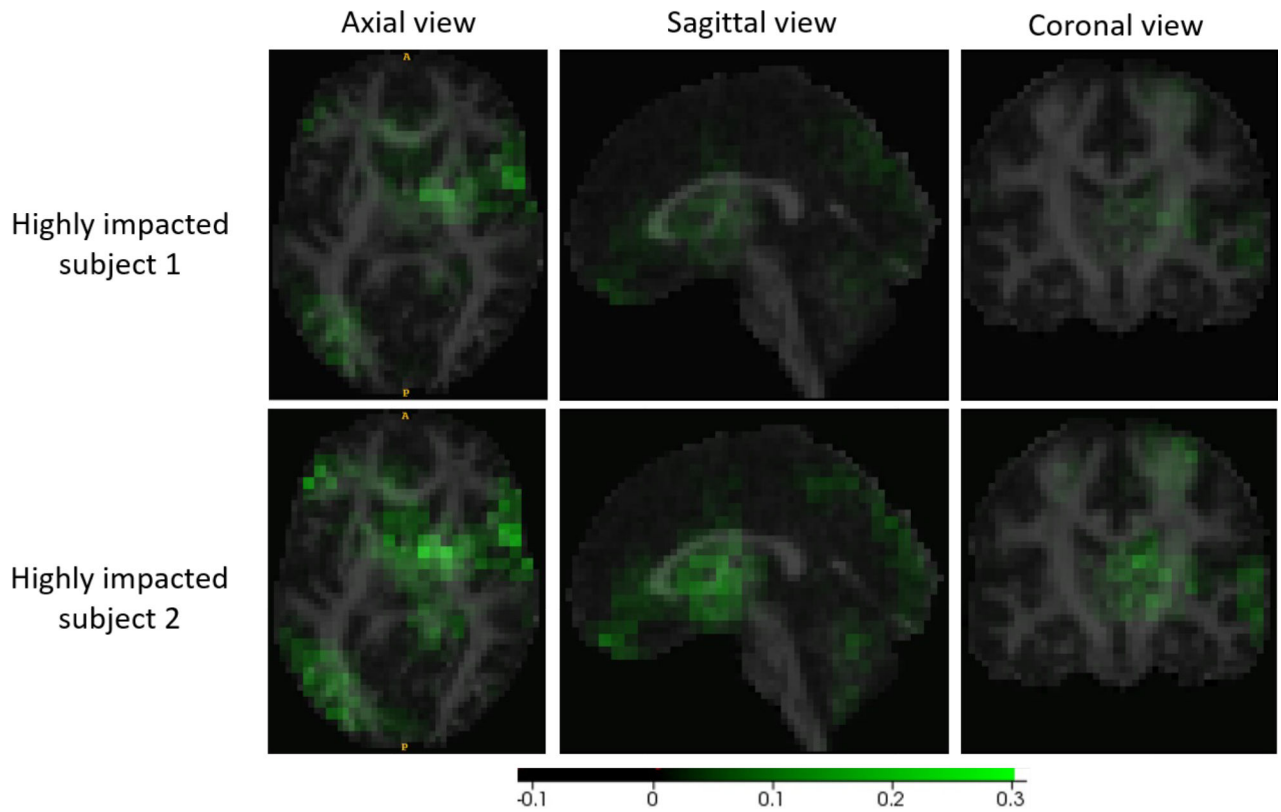 Axial view
Sagittal view
Coronal view
Highly impacted
subject 1
A
P
Highly impacted
subject 2
A
P
-0.1 0 0.1 0.2 0.3